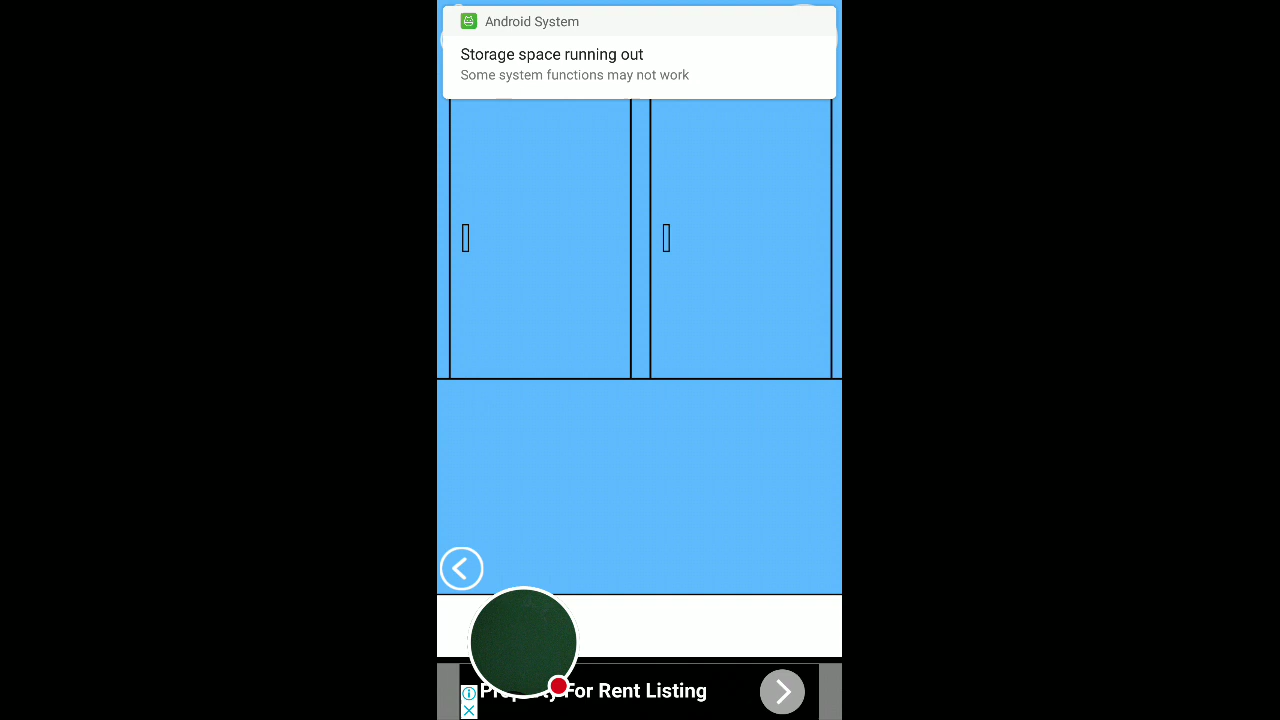 Android System
Storage space running out
Some system functions may not work
For Rent Listing